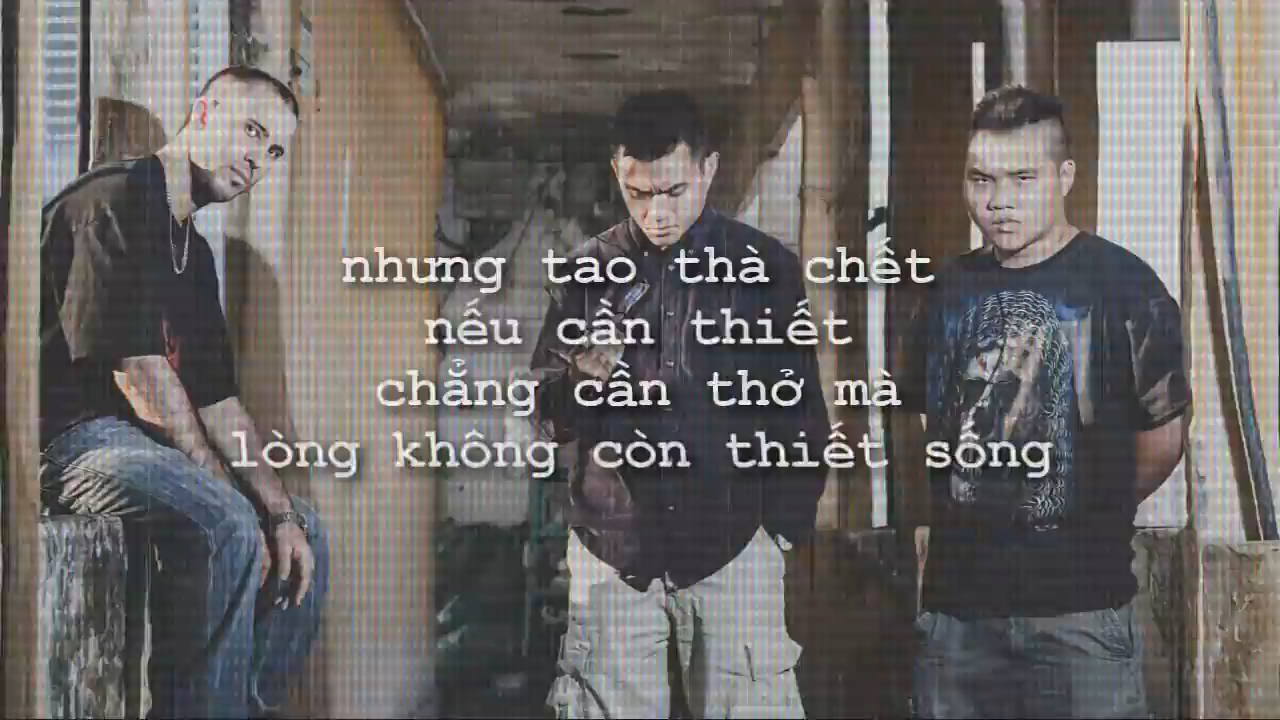 nhưng tao thà chết
nếu cần thiết
chẳng cần thở mà
lòng không còn thiết sống